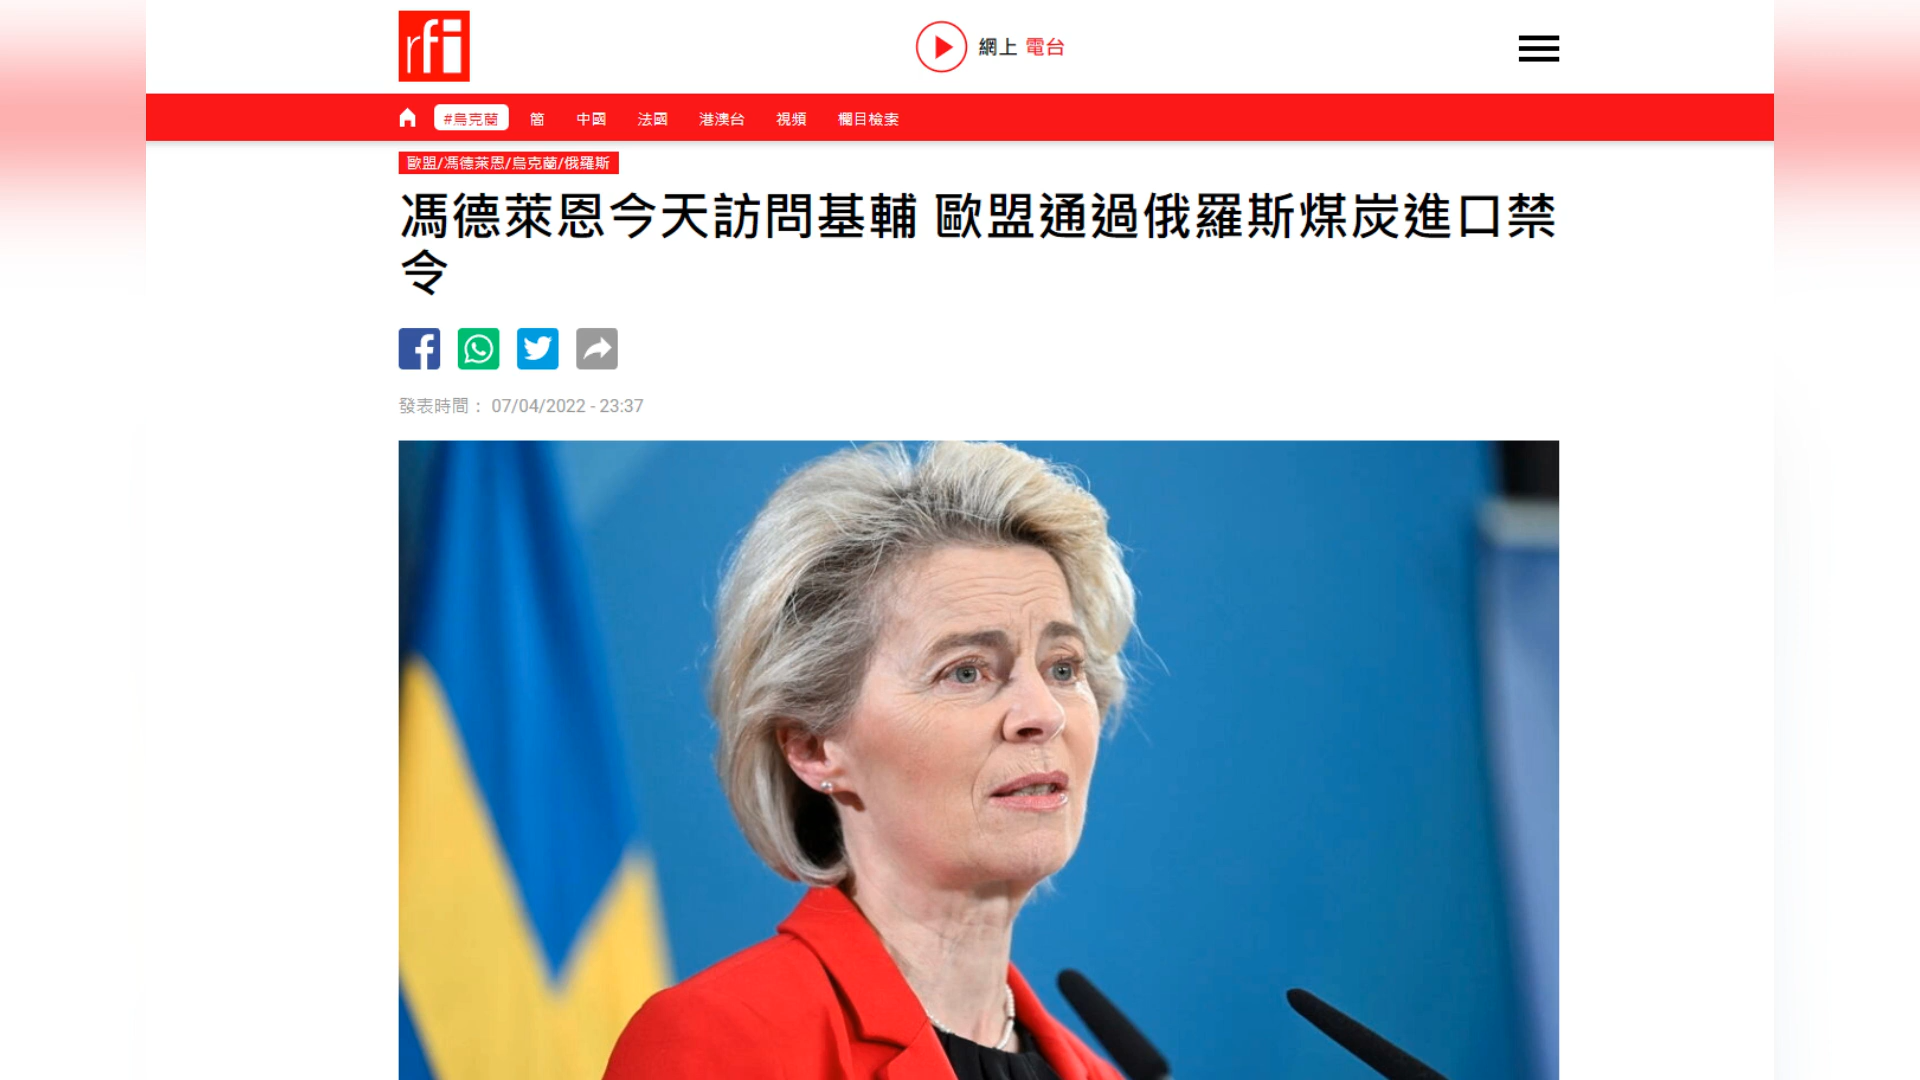 rfi
網上 電台
#烏克蘭 簡 中國 法國 港澳台 視頻 欄目檢索
歐盟/馮德萊恩/烏克蘭/俄羅斯
馮德萊恩今天訪問基輔 歐盟通過俄羅斯煤炭進口禁
令
發表時間： 07/04/2022 - 23:37